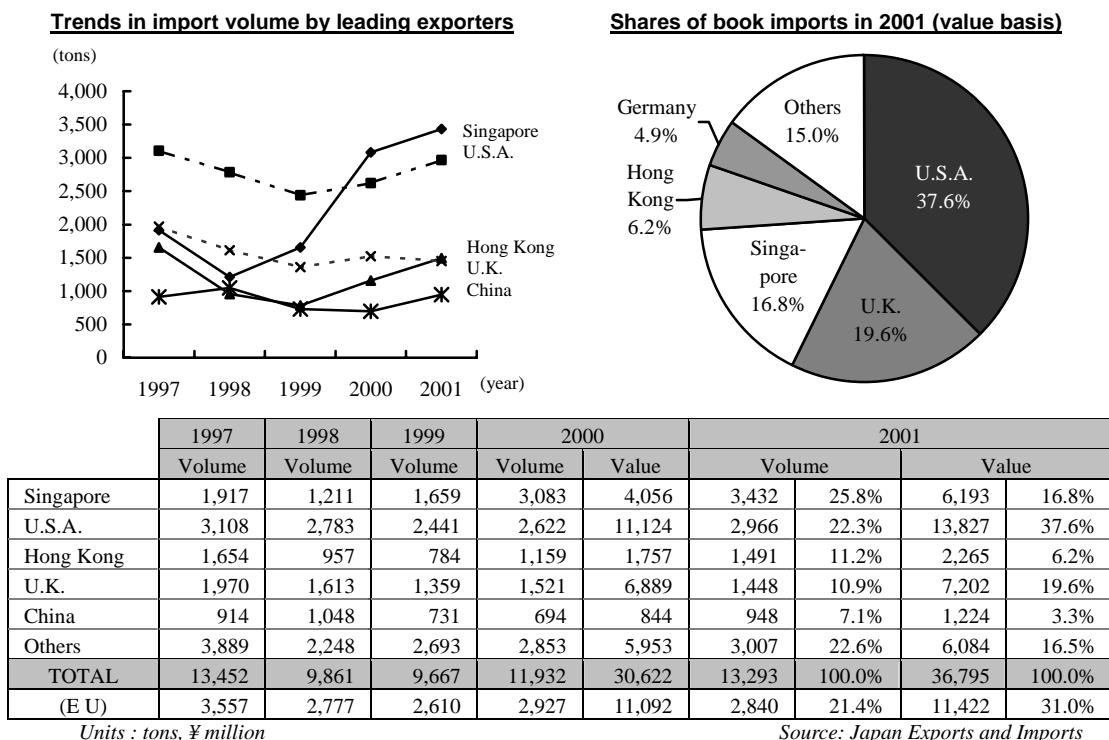 Trends in import volume by leading exporters
(tons)
4,000
3,500
3,000
2,500
2,000
1,500
1,000
500
0
1997 1998 1999 2000 2001 (year)
Singapore
U.S.A.
Hong Kong
U.K.
China
Shares of book imports in 2001 (value basis)
Germany
4.9%
Others
15.0%
Hong
Kong
6.2%
U.S.A.
37.6%
Singa-
pore
16.8%
U.K.
19.6%
1997 1998 1999 2000 2001
Volume Volume Volume Volume Value Volume Value
Singapore 1,917 1,211 1,659 3,083 4,056 3,432 25.8% 6,193 16.8%
U.S.A. 3,108 2,783 2,441 2,622 11,124 2,966 22.3% 13,827 37.6%
Hong Kong 1,654 957 784 1,159 1,757 1,491 11.2% 2,265 6.2%
U.K. 1,970 1,613 1,359 1,521 6,889 1,448 10.9% 7,202 19.6%
China 914 1,048 731 694 844 948 7.1% 1,224 3.3%
Others 3,889 2,248 2,693 2,853 5,953 3,007 22.6% 6,084 16.5%
TOTAL 13,452 9,861 9,667 11,932 30,622 13,293 100.0% 36,795 100.0%
(E U) 3,557 2,777 2,610 2,927 11,092 2,840 21.4% 11,422 31.0%
Units : tons, ¥ million
Source: Japan Exports and Imports